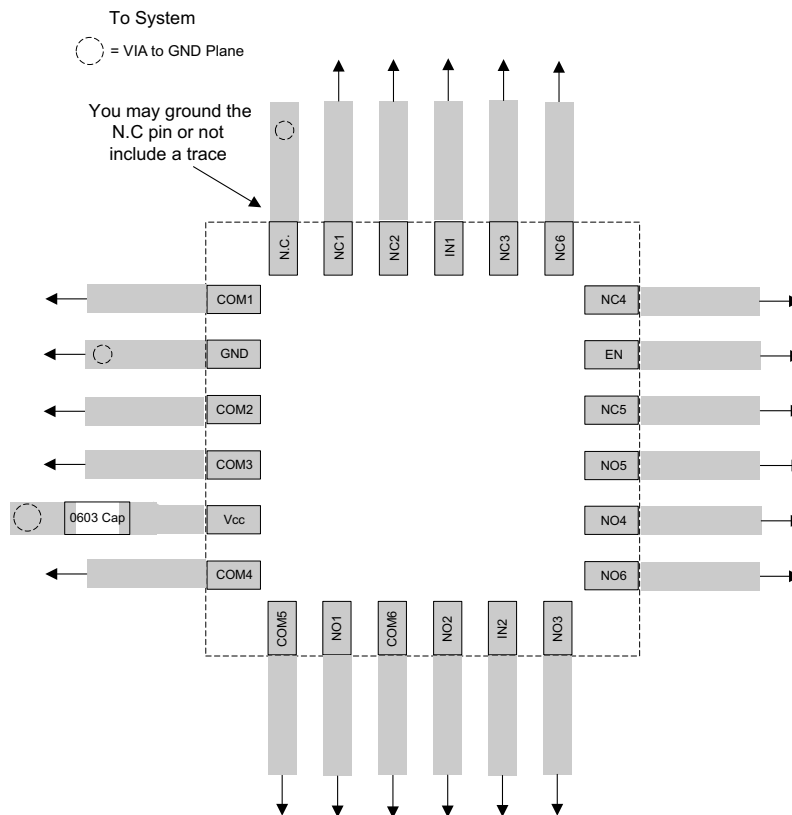 To System
= VIA to GND Plane
You may ground the
N.C pin or not
include a trace
N.C.
NC1
NC2
IN1
NC3
NC6
COM1
GND
COM2
COM3
0603 Cap
Vcc
COM4
NC4
EN
NC5
NO5
NO4
NO6
COM5
NO1
COM6
NO2
IN2
NO3